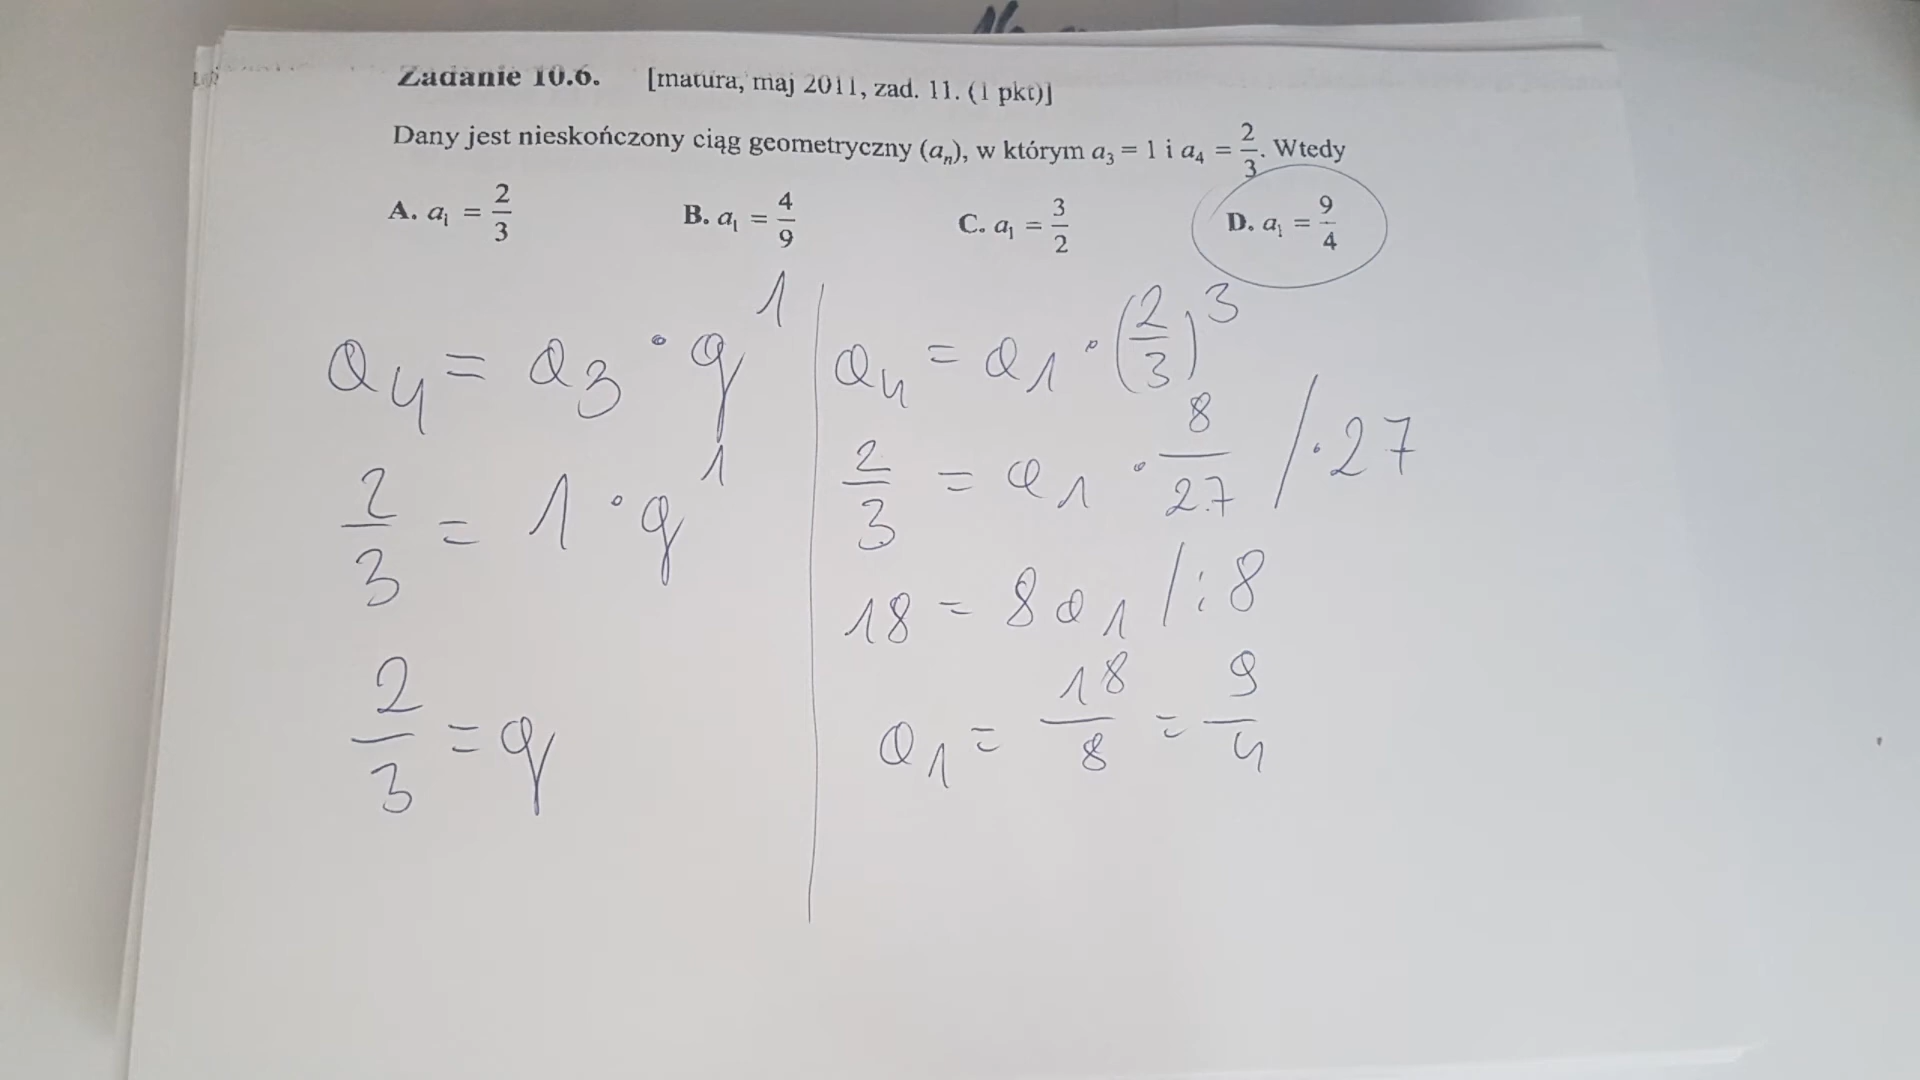 Zadanie 10.6. [matura, maj 2011, zad. 11. (1 pkt)]
Dany jest nieskończony ciąg geometryczny (aₙ), w którym a₃ = 1 i a₄ = 2/3. Wtedy
A. a₁ = 2/3 B. a₁ = 4/9 C. a₁ = 3/2 D. a₁ = 9/4
a₄ = a₃ · q¹
2/3 = 1 · q¹
2/3 = q
a₄ = a₁ · (2/3)³
2/3 = a₁ · 8/27 / · 27
18 = 8a₁ / : 8
a₁ = 18/8 = 9/4